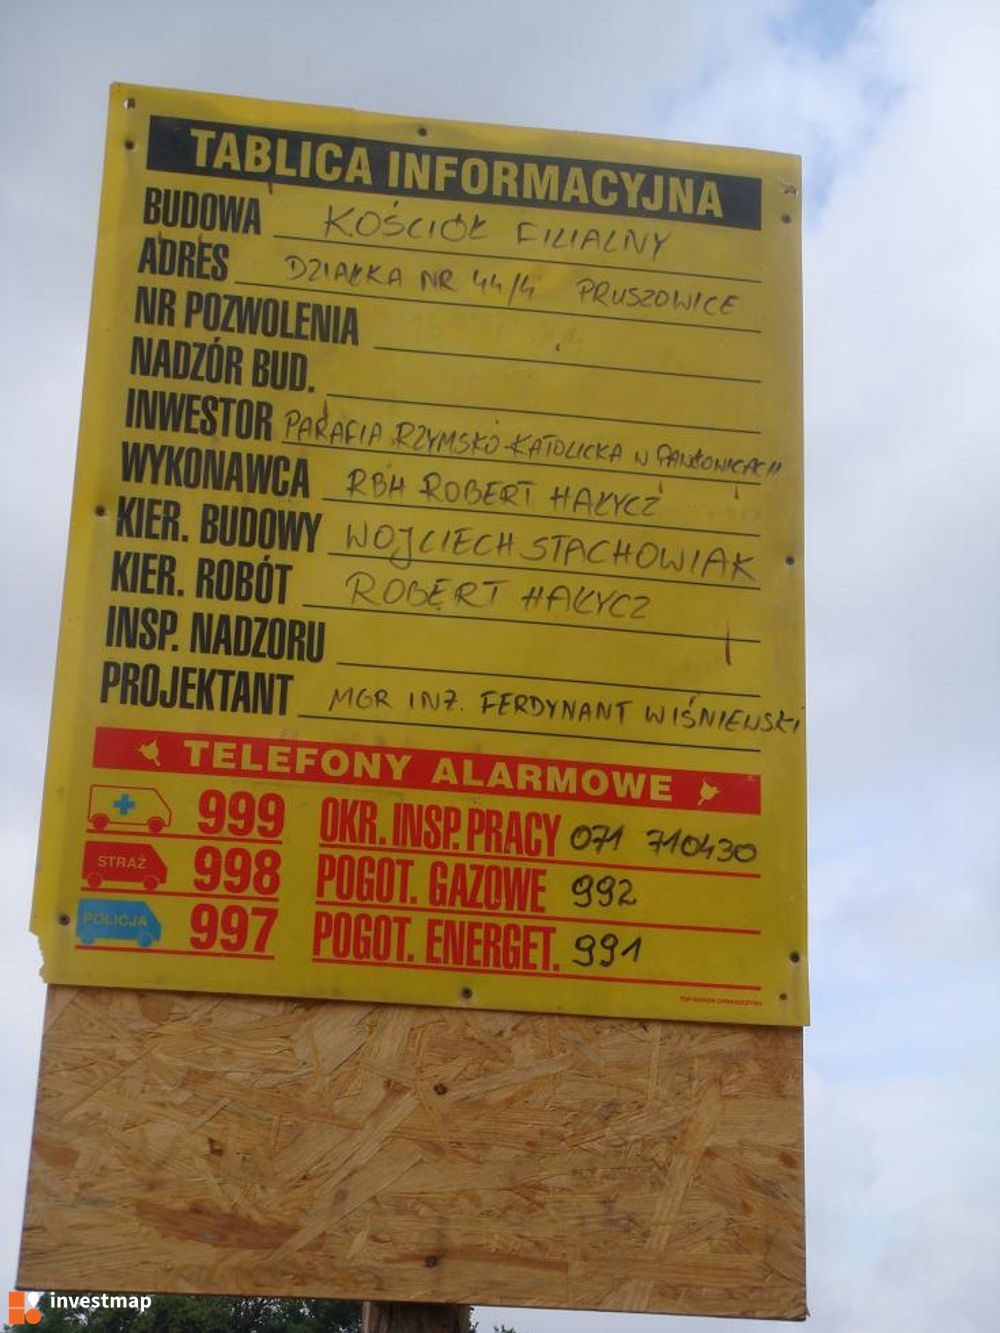 TABLICA INFORMACYJNA
BUDOWA KOŚCIÓŁ FILIALNY
ADRES DZIAŁKA NR 44/4 PRUSZOWICE
NR POZWOLENIA
NADZÓR BUD.
INWESTOR PARAFIA RZYMSKO-KATOLICKA W PAWŁOWICACH
WYKONAWCA RBH ROBERT HAŁYCZ
KIER. BUDOWY WOJCIECH STACHOWIAK
KIER. ROBÓT ROBERT HAŁYCZ
INSP. NADZORU
PROJEKTANT MGR INŻ. FERDYNANT WIŚNIEWSKI
TELEFONY ALARMOWE
999 OKR. INSP. PRACY 071 710430
STRAŻ 998 POGOT. GAZOWE 992
POLICJA 997 POGOT. ENERGET. 991
investmap